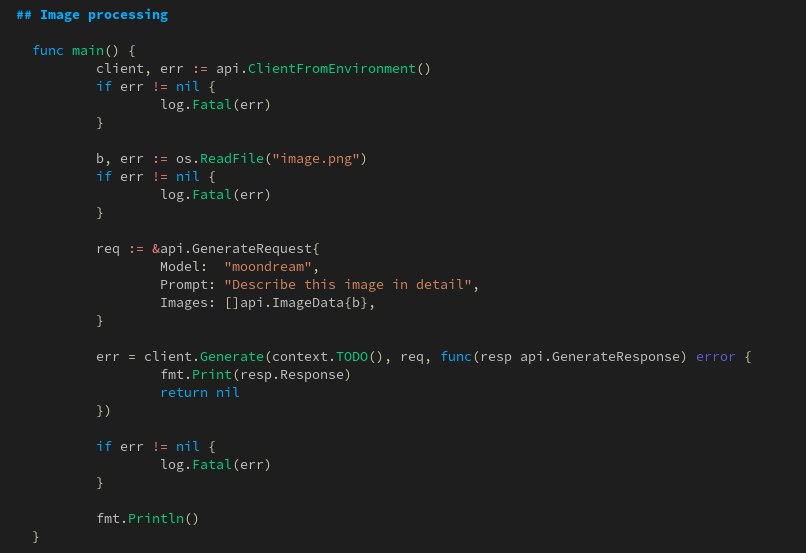 ## Image processing
func main() {
client, err := api.ClientFromEnvironment()
if err != nil {
log.Fatal(err)
}
b, err := os.ReadFile("image.png")
if err != nil {
log.Fatal(err)
}
req := &api.GenerateRequest{
Model:  "moondream",
Prompt: "Describe this image in detail",
Images: []api.ImageData{b},
}
err = client.Generate(context.TODO(), req, func(resp api.GenerateResponse) error {
fmt.Print(resp.Response)
return nil
})
if err != nil {
log.Fatal(err)
}
fmt.Println()
}